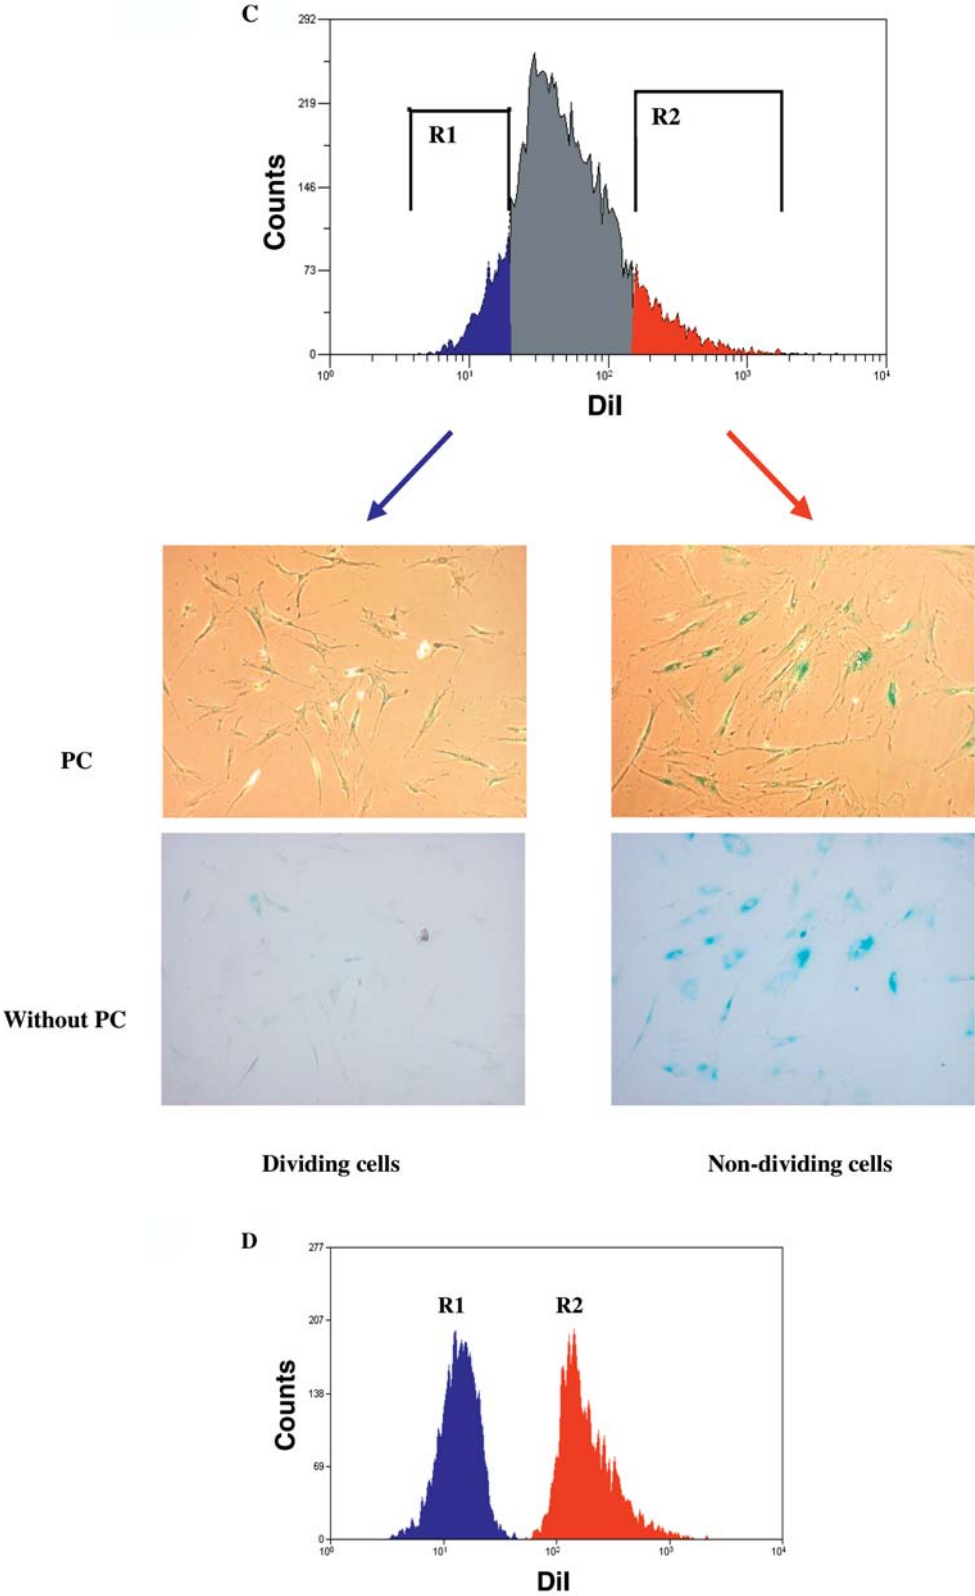 C
292
219
146
73
0
Counts
R1
R2
10⁰ 10¹ 10² 10³ 10⁴
DiI
PC
Without PC
Dividing cells
Non-dividing cells
D
277
207
138
69
0
Counts
R1
R2
10⁰ 10¹ 10² 10³ 10⁴
DiI